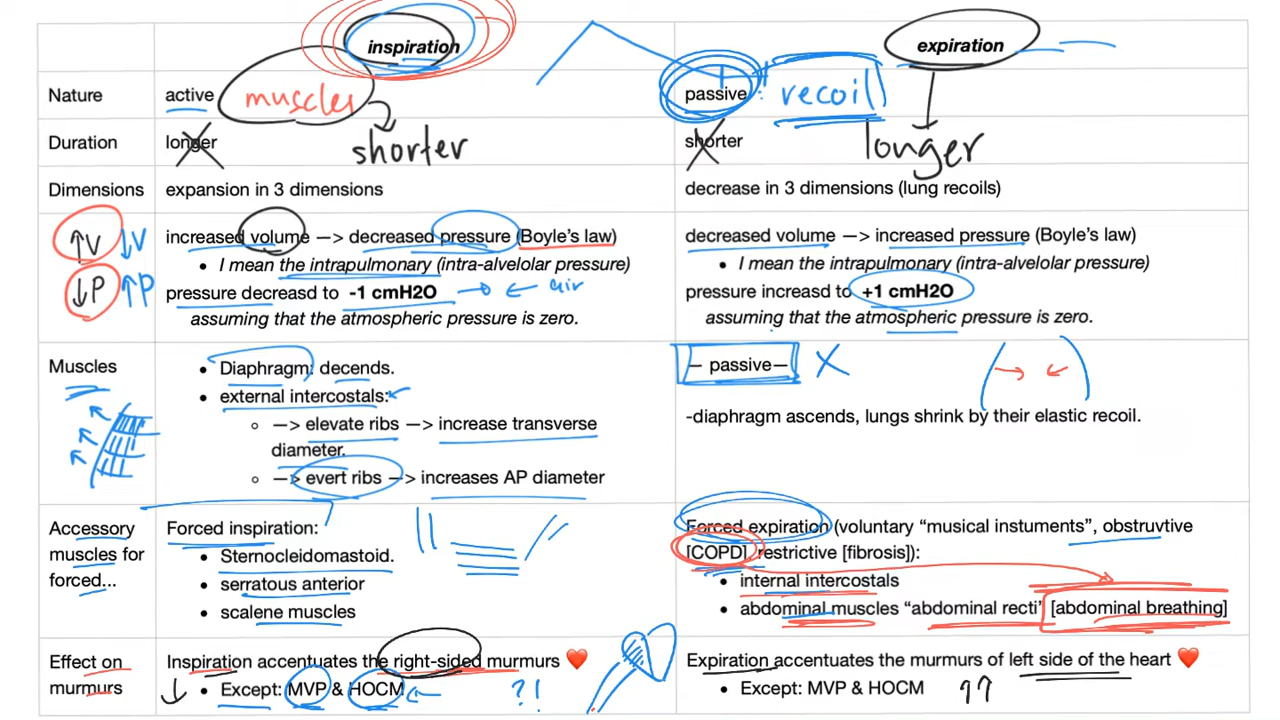 inspiration
expiration
Nature
active
muscles
passive
recoil
Duration
longer
shorter
shorter
longer
Dimensions
expansion in 3 dimensions
decrease in 3 dimensions (lung recoils)
↑V ↓V
↓P ↑P
increased volume —> decreased pressure (Boyle's law)
• I mean the intrapulmonary (intra-alvelolar pressure)
pressure decreasd to -1 cmH2O
air
assuming that the atmospheric pressure is zero.
decreased volume —> increased pressure (Boyle's law)
• I mean the intrapulmonary (intra-alvelolar pressure)
pressure increasd to +1 cmH2O
assuming that the atmospheric pressure is zero.
Muscles
• Diaphragm: decends.
• external intercostals:
—> elevate ribs —> increase transverse
diameter.
—> evert ribs —> increases AP diameter
— passive—
-diaphragm ascends, lungs shrink by their elastic recoil.
Accessory
muscles for
forced...
Forced inspiration:
• Sternocleidomastoid.
• serratous anterior
• scalene muscles
Forced expiration (voluntary “musical instuments”, obstruvtive
[COPD] restrictive [fibrosis]):
• internal intercostals
• abdominal muscles “abdominal recti” [abdominal breathing]
Effect on
murmurs
Inspiration accentuates the right-sided murmurs ❤️
• Except: MVP & HOCM
?!
Expiration accentuates the murmurs of left side of the heart ❤️
• Except: MVP & HOCM